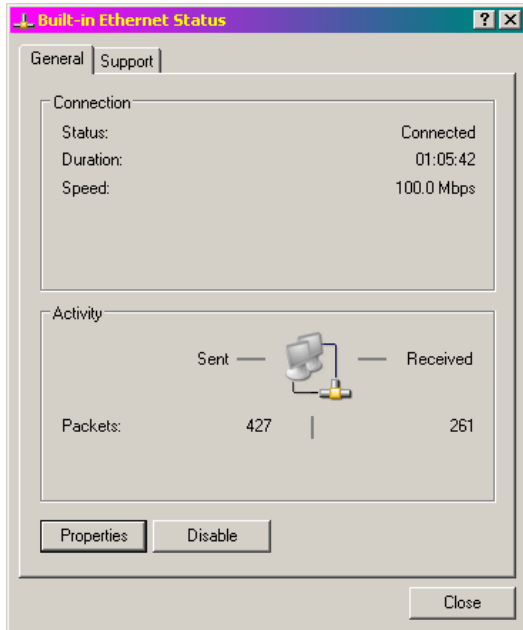 Built-in Ethernet Status
General Support
Connection
Status: Connected
Duration: 01:05:42
Speed: 100.0 Mbps
Activity
Sent Received
Packets: 427 261
Properties Disable
Close